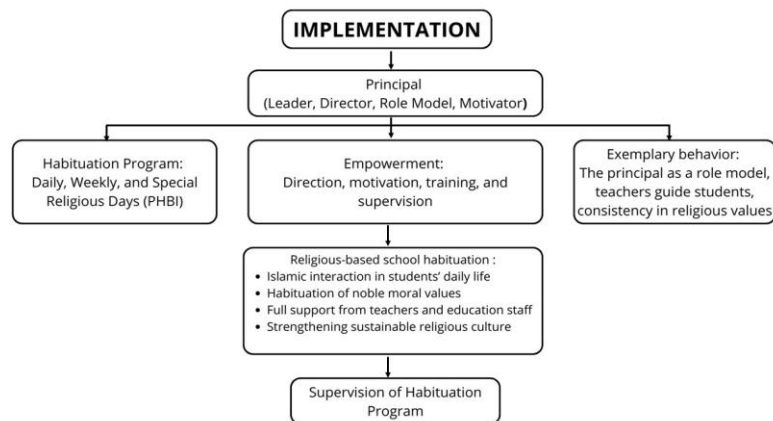 IMPLEMENTATION
Principal
(Leader, Director, Role Model, Motivator)
Habituation Program:
Daily, Weekly, and Special
Religious Days (PHBI)
Empowerment:
Direction, motivation, training, and
supervision
Exemplary behavior:
The principal as a role model,
teachers guide students,
consistency in religious values
Religious-based school habituation :
• Islamic interaction in students' daily life
• Habituation of noble moral values
• Full support from teachers and education staff
• Strengthening sustainable religious culture
Supervision of Habituation
Program